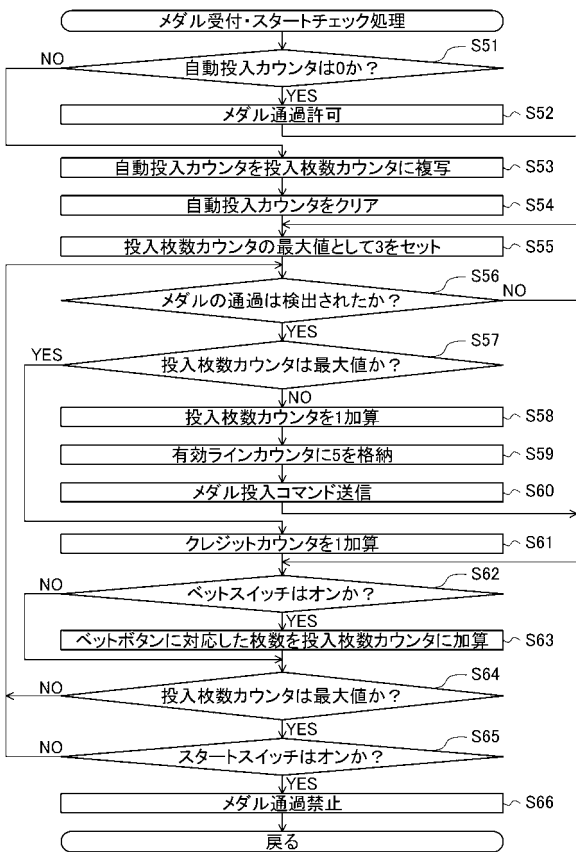 メダル受付・スタートチェック処理
S51
NO
自動投入カウンタは0か？
YES
メダル通過許可
S52
自動投入カウンタを投入枚数カウンタに複写
S53
自動投入カウンタをクリア
S54
投入枚数カウンタの最大値として3をセット
S55
S56
メダルの通過は検出されたか？
NO
YES
S57
YES
投入枚数カウンタは最大値か？
NO
投入枚数カウンタを1加算
S58
有効ラインカウンタに5を格納
S59
メダル投入コマンド送信
S60
クレジットカウンタを1加算
S61
S62
NO
ベットスイッチはオンか？
YES
ベットボタンに対応した枚数を投入枚数カウンタに加算
S63
S64
NO
投入枚数カウンタは最大値か？
YES
S65
NO
スタートスイッチはオンか？
YES
メダル通過禁止
S66
戻る